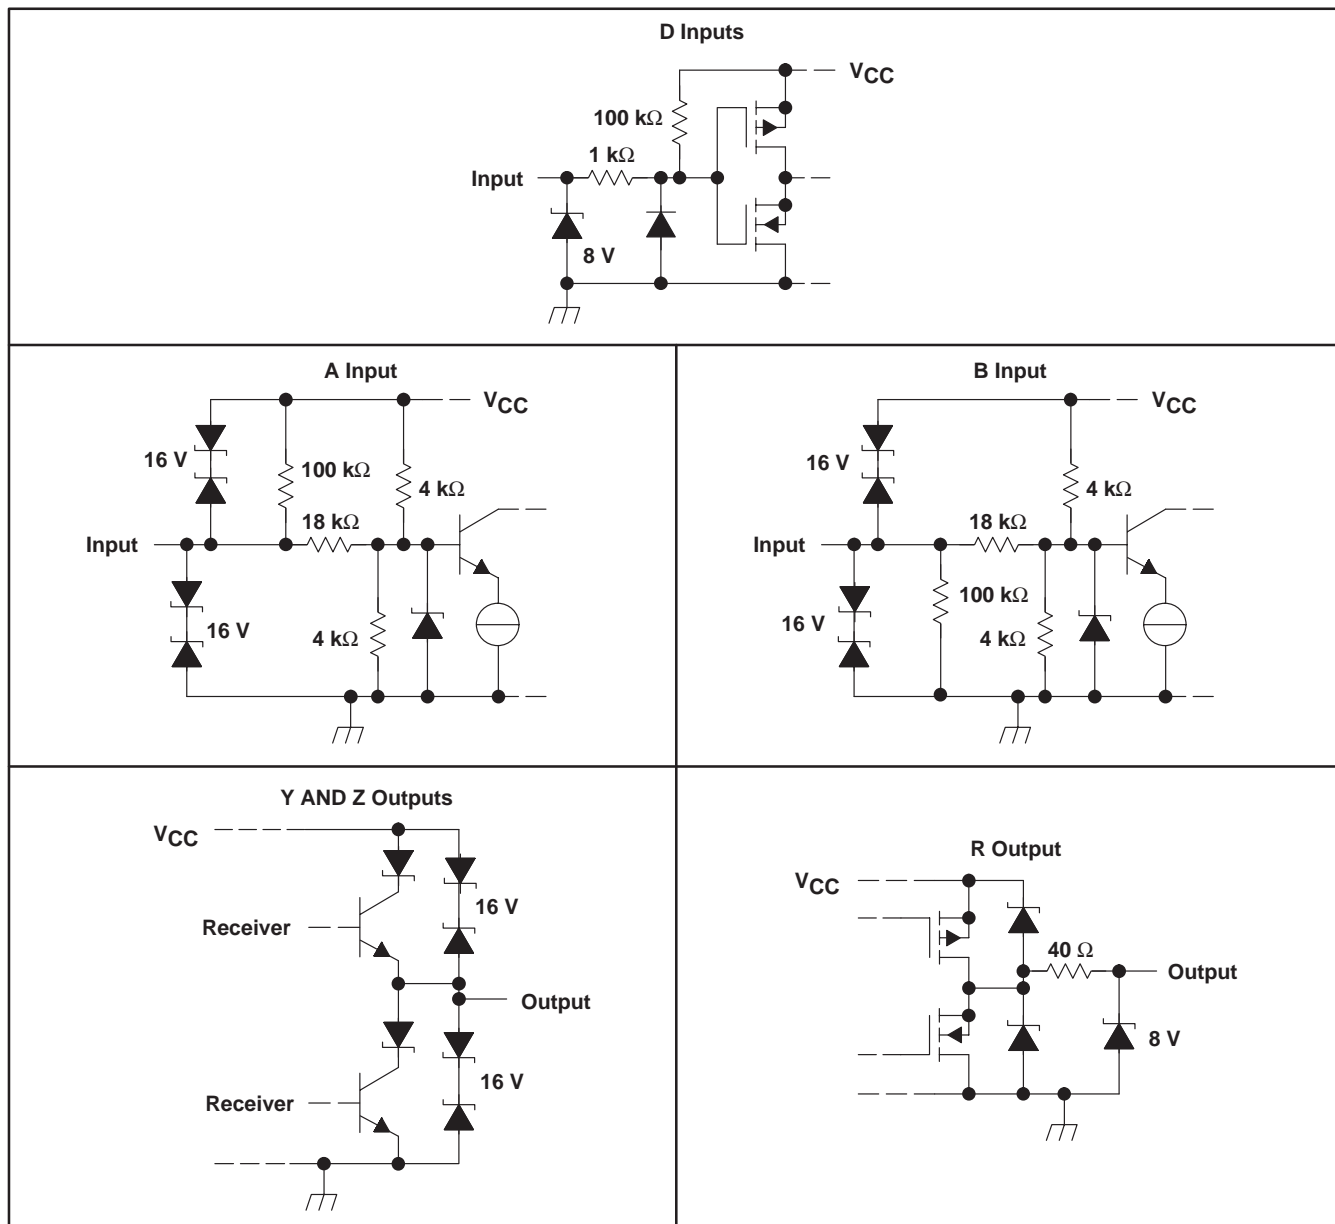 D Inputs
VCC
100 kΩ
1 kΩ
Input
8 V
A Input
VCC
16 V
100 kΩ
4 kΩ
18 kΩ
Input
16 V
4 kΩ
B Input
VCC
16 V
4 kΩ
18 kΩ
Input
100 kΩ
16 V
4 kΩ
Y AND Z Outputs
VCC
16 V
Receiver
Output
16 V
Receiver
R Output
VCC
40 Ω
Output
8 V